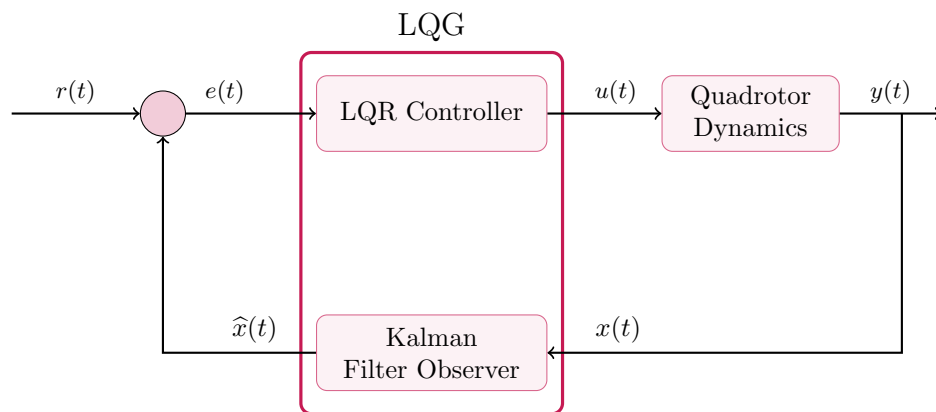 LQG
r(t)
e(t)
LQR Controller
u(t)
Quadrotor
Dynamics
y(t)
x̂(t)
Kalman
Filter Observer
x(t)